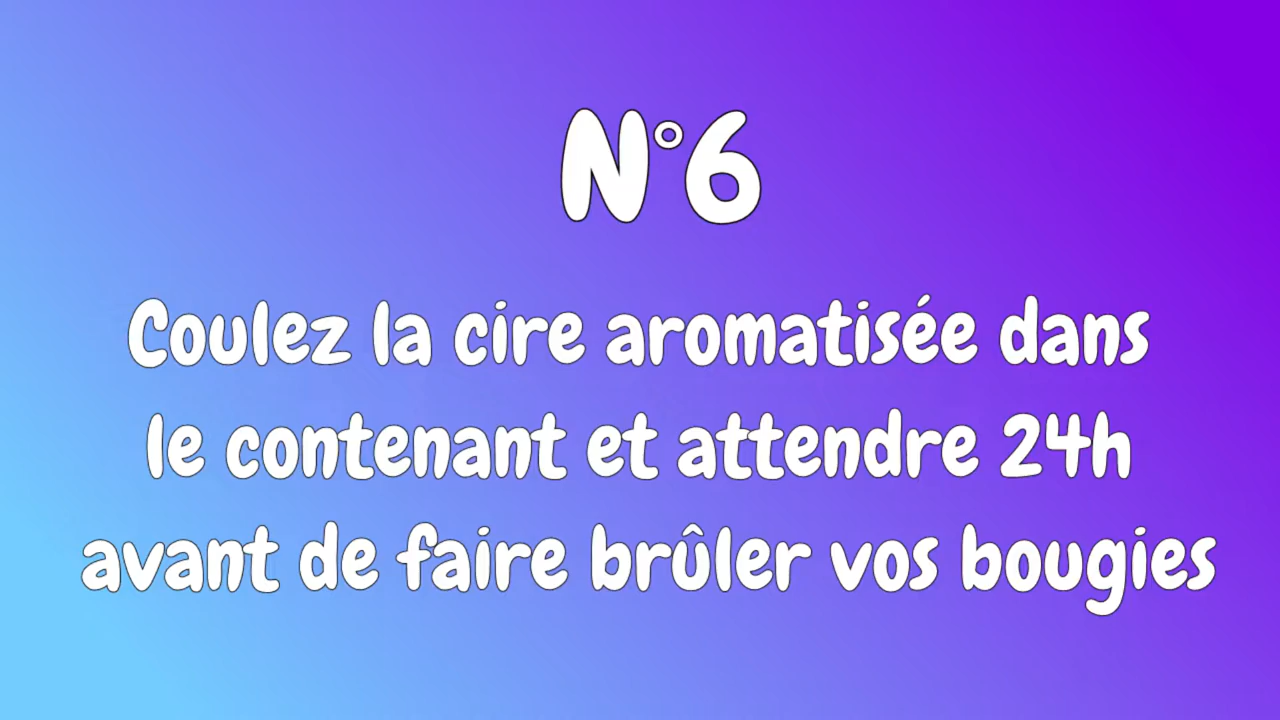 N°6
Coulez la cire aromatisée dans
le contenant et attendre 24h
avant de faire brûler vos bougies